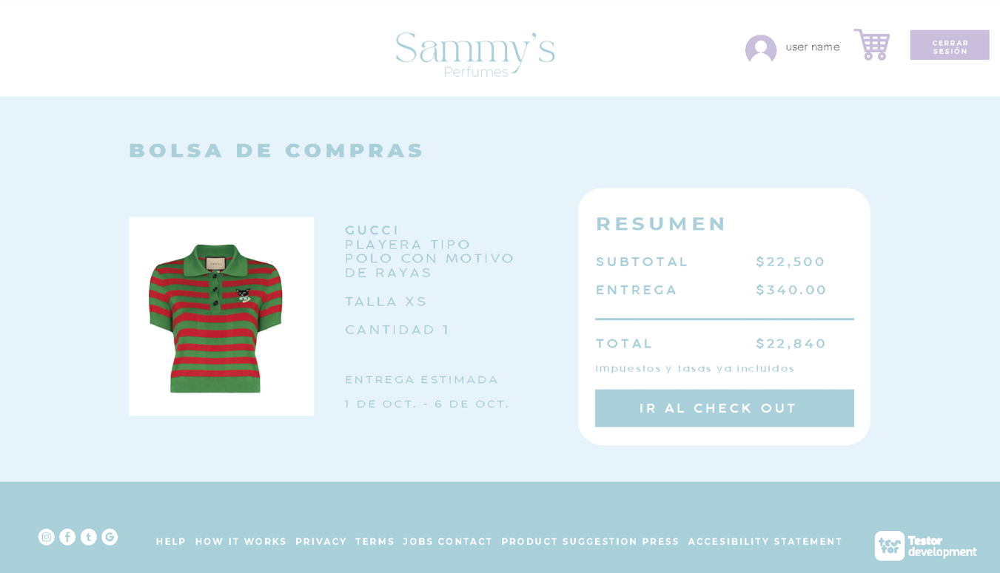 Sammy's
Perfumes
user name
CERRAR
SESIÓN
BOLSA DE COMPRAS
GUCCI
PLAYERA TIPO
POLO CON MOTIVO
DE RAYAS
TALLA XS
CANTIDAD 1
ENTREGA ESTIMADA
1 DE OCT. - 6 DE OCT.
RESUMEN
SUBTOTAL $22,500
ENTREGA $340.00
TOTAL $22,840
Impuestos y tasas ya incluidos
IR AL CHECK OUT
HELP HOW IT WORKS PRIVACY TERMS JOBS CONTACT PRODUCT SUGGESTION PRESS ACCESIBILITY STATEMENT
Testor
development